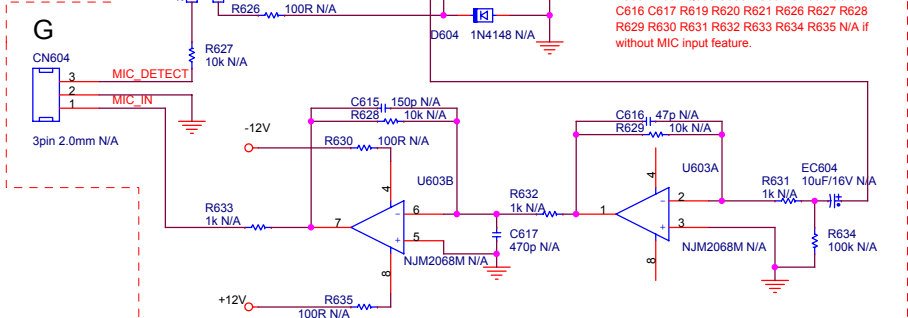 R626 100R N/A
D604 1N4148 N/A
C616 C617 R619 R620 R621 R626 R627 R628
R629 R630 R631 R632 R633 R634 R635 N/A if
without MIC input feature.
G
CN604
R627
10k N/A
3 MIC_DETECT
2
1 MIC_IN
3pin 2.0mm N/A
C615 150p N/A
R628 10k N/A
C616 47p N/A
R629 10k N/A
-12V
R630 100R N/A
U603B
U603A
4
4
EC604
10uF/16V N/A
R631
1k N/A
R632
1k N/A
R633
1k N/A
7
6
5
1
2
3
C617
470p N/A
R634
100k N/A
NJM2068M N/A
NJM2068M N/A
8
8
+12V
R635
100R N/A